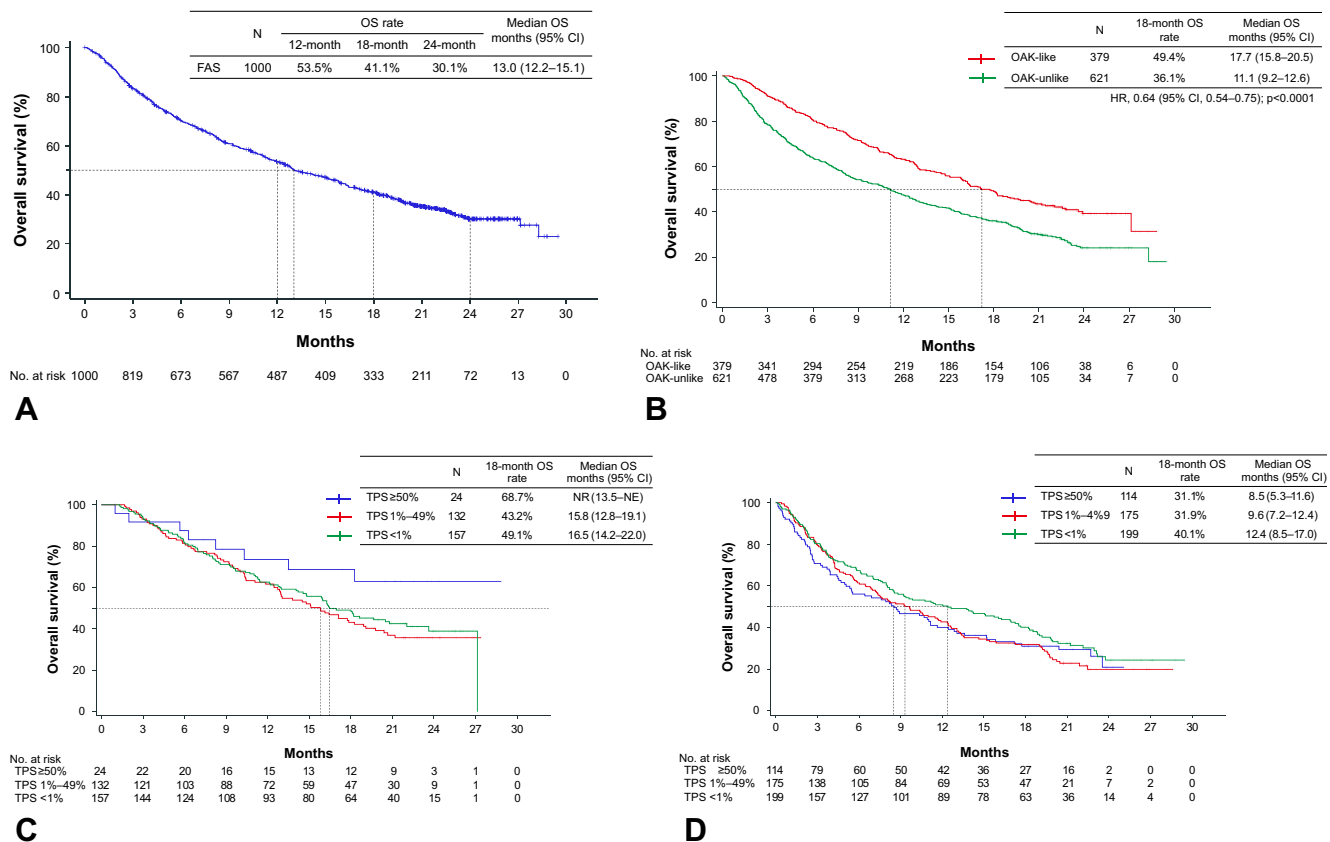 N OS rate Median OS months (95% CI)
12-month 18-month 24-month
FAS 1000 53.5% 41.1% 30.1% 13.0 (12.2–15.1)
Overall survival (%)
100
80
60
40
20
0
0 3 6 9 12 15 18 21 24 27 30
Months
No. at risk 1000 819 673 567 487 409 333 211 72 13 0
A
N 18-month OS rate Median OS months (95% CI)
OAK-like 379 49.4% 17.7 (15.8–20.5)
OAK-unlike 621 36.1% 11.1 (9.2–12.6)
HR, 0.64 (95% CI, 0.54–0.75); p<0.0001
Overall survival (%)
100
80
60
40
20
0
0 3 6 9 12 15 18 21 24 27 30
Months
No. at risk
OAK-like 379 341 294 254 219 186 154 106 38 6 0
OAK-unlike 621 478 379 313 268 223 179 105 34 7 0
B
N 18-month OS rate Median OS months (95% CI)
TPS ≥50% 24 68.7% NR (13.5–NE)
TPS 1%–49% 132 43.2% 15.8 (12.8–19.1)
TPS <1% 157 49.1% 16.5 (14.2–22.0)
Overall survival (%)
100
80
60
40
20
0
0 3 6 9 12 15 18 21 24 27 30
Months
No. at risk
TPS ≥50% 24 22 20 16 15 13 12 9 3 1 0
TPS 1%–49% 132 121 103 88 72 59 47 30 9 1 0
TPS <1% 157 144 124 108 93 80 64 40 15 1 0
C
N 18-month OS rate Median OS months (95% CI)
TPS ≥50% 114 31.1% 8.5 (5.3–11.6)
TPS 1%–4%9 175 31.9% 9.6 (7.2–12.4)
TPS <1% 199 40.1% 12.4 (8.5–17.0)
Overall survival (%)
100
80
60
40
20
0
0 3 6 9 12 15 18 21 24 27 30
Months
No. at risk
TPS ≥50% 114 79 60 50 42 36 27 16 2 0 0
TPS 1%–49% 175 138 105 84 69 53 47 21 7 2 0
TPS <1% 199 157 127 101 89 78 63 36 14 4 0
D